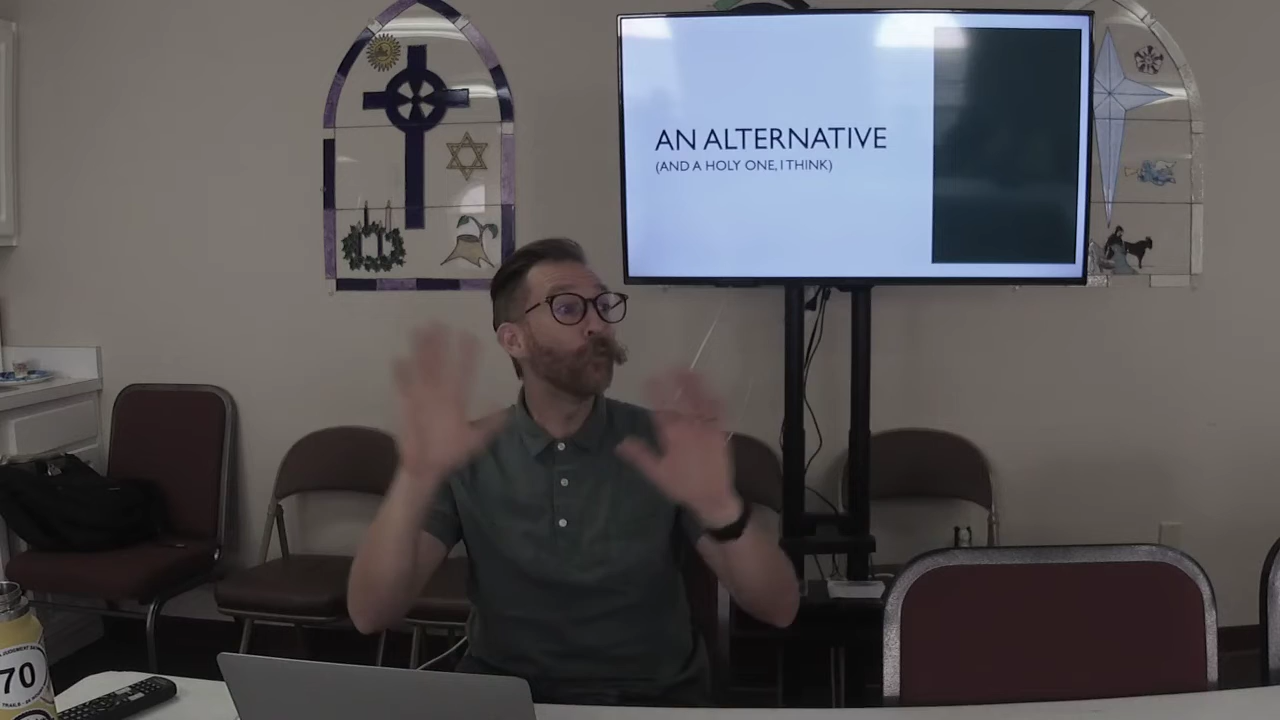 AN ALTERNATIVE
(AND A HOLY ONE, I THINK)
70